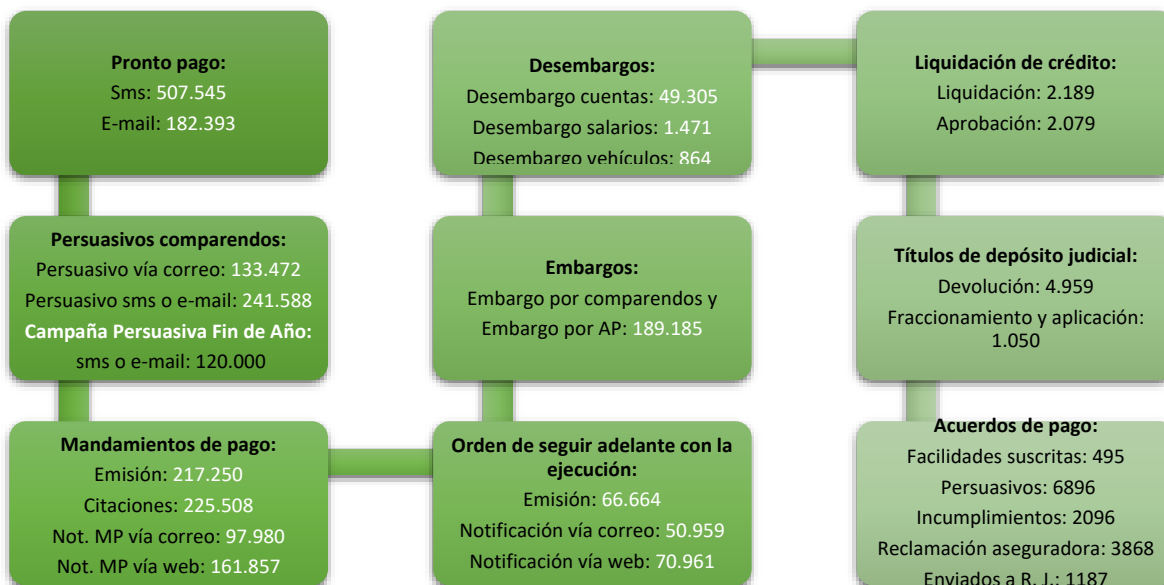 Pronto pago:
Sms: 507.545
E-mail: 182.393
Persuasivos comparendos:
Persuasivo vía correo: 133.472
Persuasivo sms o e-mail: 241.588
Campaña Persuasiva Fin de Año:
sms o e-mail: 120.000
Mandamientos de pago:
Emisión: 217.250
Citaciones: 225.508
Not. MP vía correo: 97.980
Not. MP vía web: 161.857
Orden de seguir adelante con la
ejecución:
Emisión: 66.664
Notificación vía correo: 50.959
Notificación vía web: 70.961
Embargos:
Embargo por comparendos y
Embargo por AP: 189.185
Desembargos:
Desembargo cuentas: 49.305
Desembargo salarios: 1.471
Desembargo vehículos: 864
Liquidación de crédito:
Liquidación: 2.189
Aprobación: 2.079
Títulos de depósito judicial:
Devolución: 4.959
Fraccionamiento y aplicación:
1.050
Acuerdos de pago:
Facilidades suscritas: 495
Persuasivos: 6896
Incumplimientos: 2096
Reclamación aseguradora: 3868
Enviados a R. J.: 1187